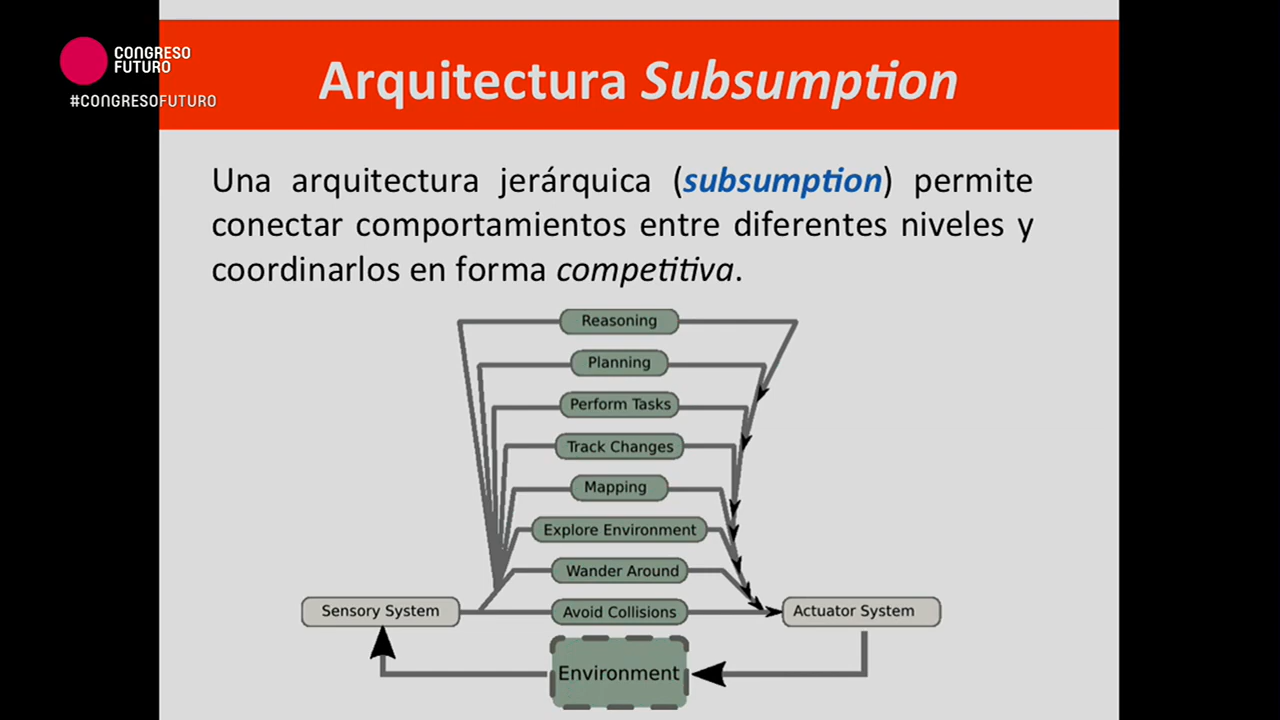 CONGRESO
FUTURO
#CONGRESOFUTURO
Arquitectura Subsumption
Una arquitectura jerárquica (subsumption) permite
conectar comportamientos entre diferentes niveles y
coordinarlos en forma competitiva.
Reasoning
Planning
Perform Tasks
Track Changes
Mapping
Explore Environment
Wander Around
Sensory System
Avoid Collisions
Actuator System
Environment